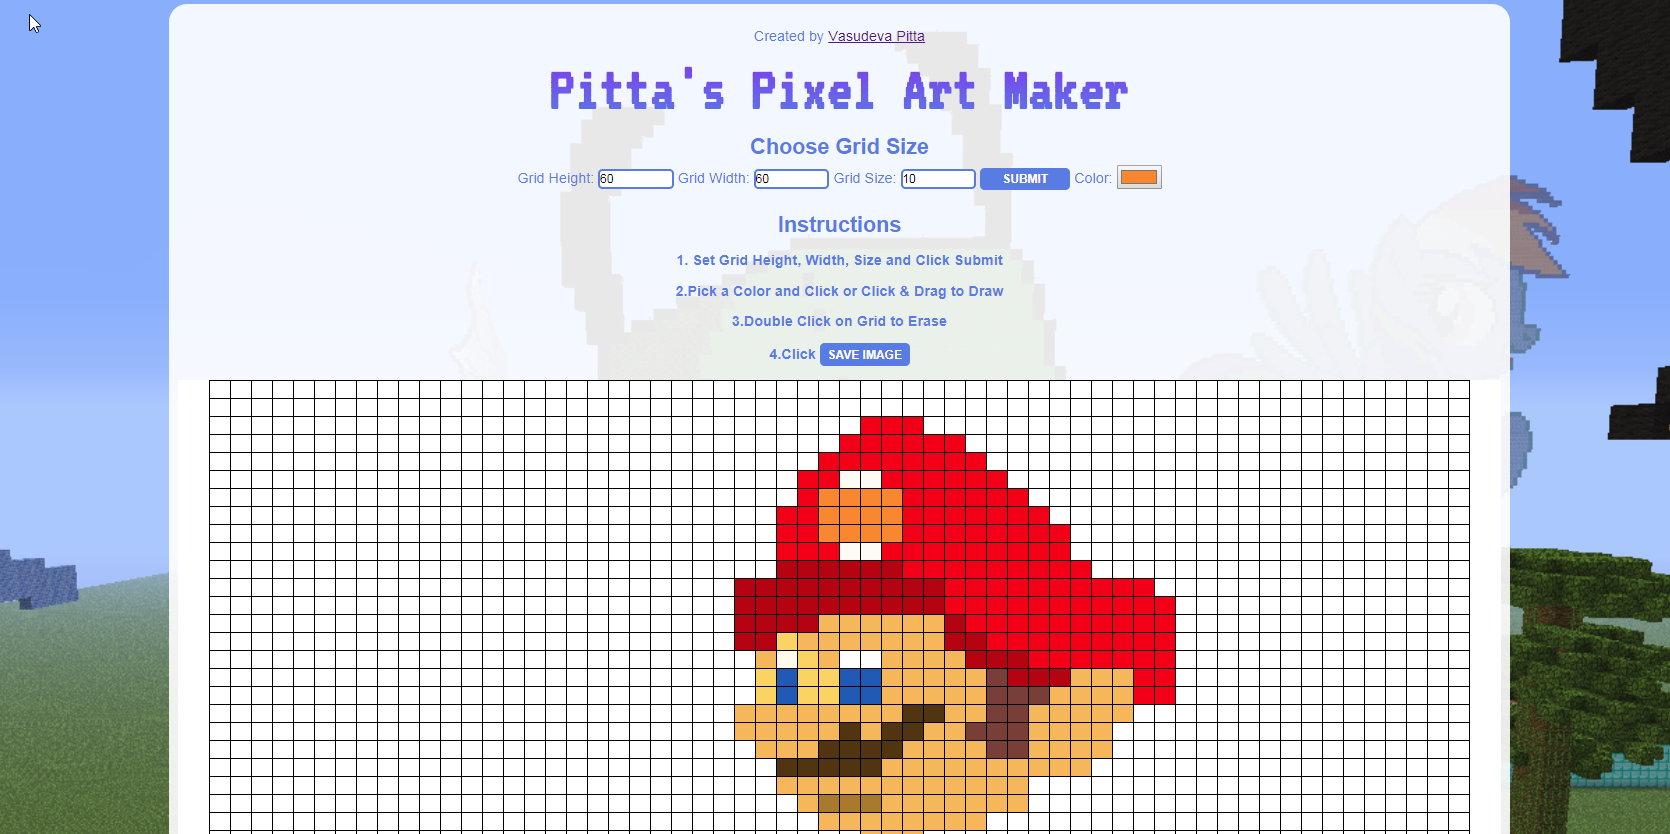 Created by Vasudeva Pitta
Pitta's Pixel Art Maker
Choose Grid Size
Grid Height: 60 Grid Width: 60 Grid Size: 10 SUBMIT Color:
Instructions
1. Set Grid Height, Width, Size and Click Submit
2.Pick a Color and Click or Click & Drag to Draw
3.Double Click on Grid to Erase
4.Click SAVE IMAGE